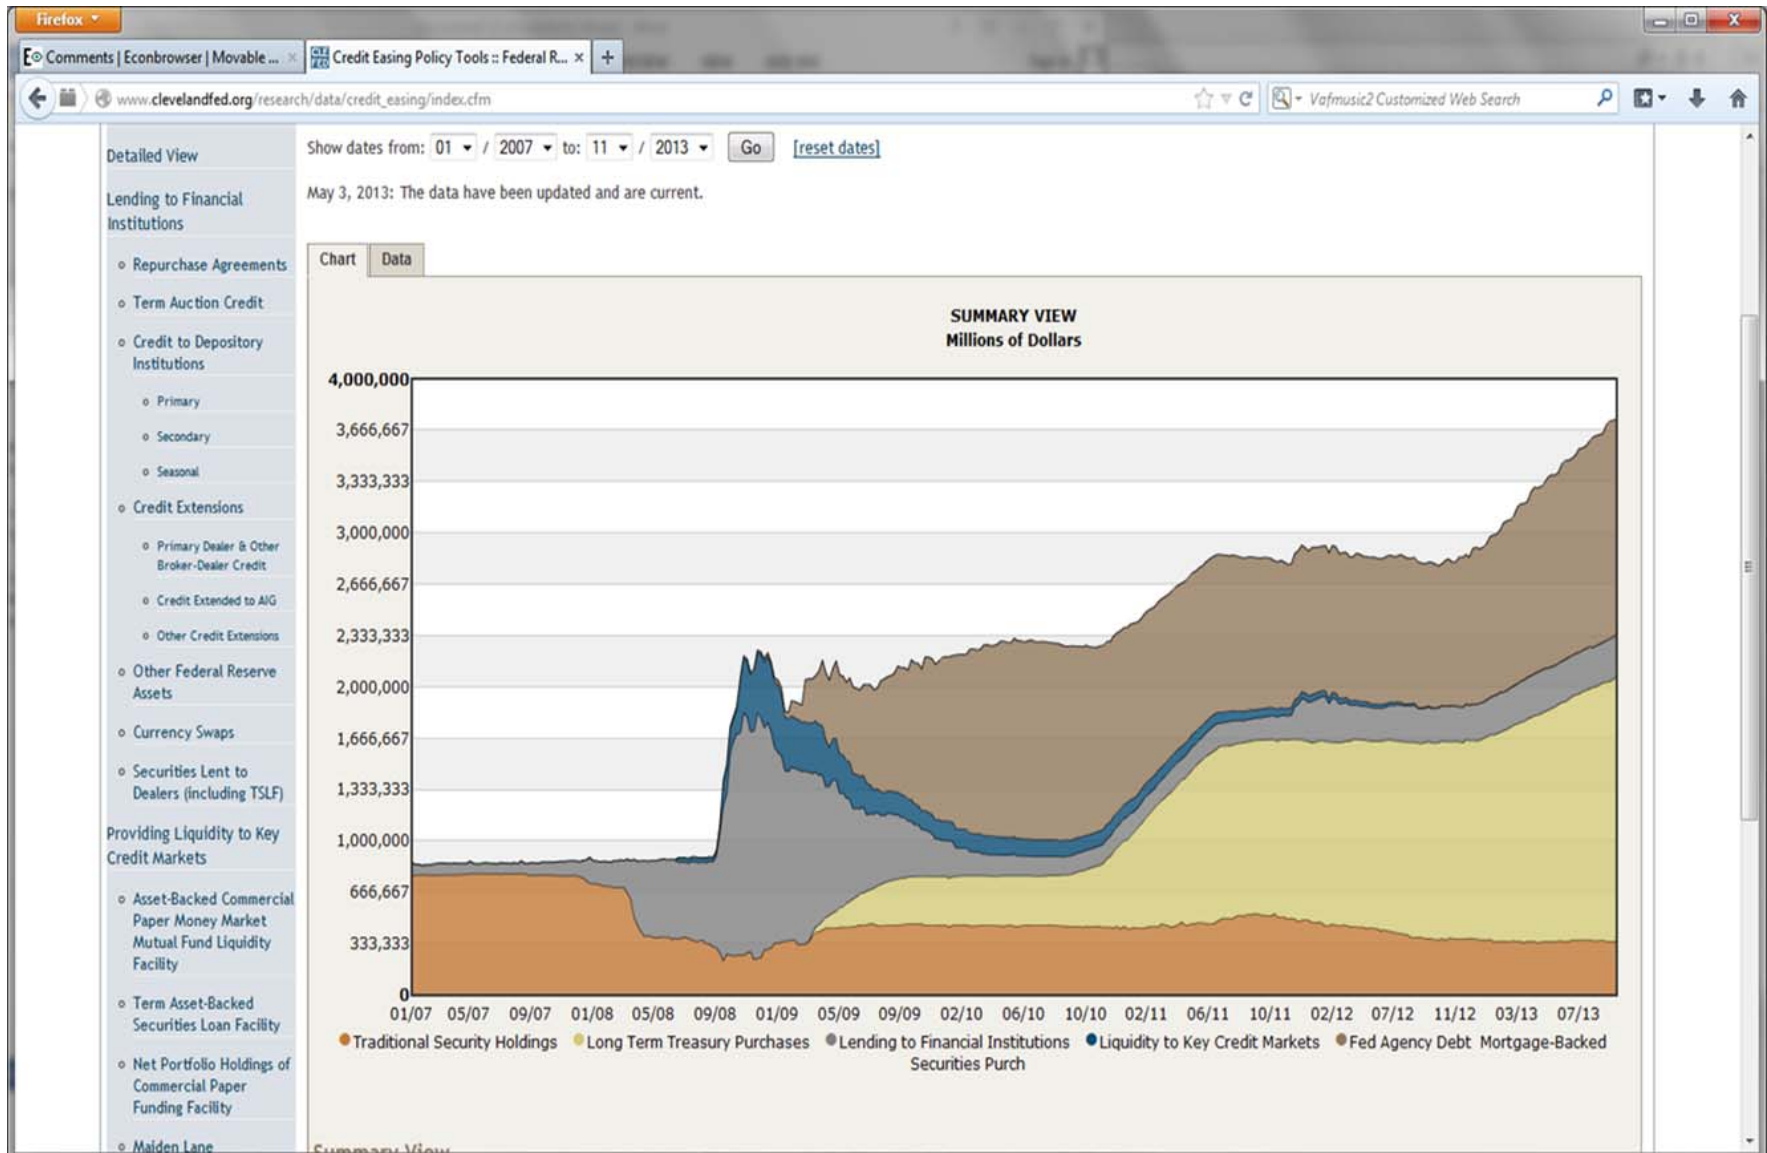 Firefox
Comments | Econbrowser | Movable ...
Credit Easing Policy Tools :: Federal R...
www.clevelandfed.org/research/data/credit_easing/index.cfm
Vafmusic2 Customized Web Search
Detailed View
Lending to Financial
Institutions
Repurchase Agreements
Term Auction Credit
Credit to Depository
Institutions
Primary
Secondary
Seasonal
Credit Extensions
Primary Dealer & Other
Broker-Dealer Credit
Credit Extended to AIG
Other Credit Extensions
Other Federal Reserve
Assets
Currency Swaps
Securities Lent to
Dealers (including TSLF)
Providing Liquidity to Key
Credit Markets
Asset-Backed Commercial
Paper Money Market
Mutual Fund Liquidity
Facility
Term Asset-Backed
Securities Loan Facility
Net Portfolio Holdings of
Commercial Paper
Funding Facility
Maiden Lane
Show dates from: 01 / 2007 to: 11 / 2013 Go [reset dates]
May 3, 2013: The data have been updated and are current.
Chart Data
SUMMARY VIEW
Millions of Dollars
4,000,000
3,666,667
3,333,333
3,000,000
2,666,667
2,333,333
2,000,000
1,666,667
1,333,333
1,000,000
666,667
333,333
0
01/07 05/07 09/07 01/08 05/08 09/08 01/09 05/09 09/09 02/10 06/10 10/10 02/11 06/11 10/11 02/12 07/12 11/12 03/13 07/13
Traditional Security Holdings Long Term Treasury Purchases Lending to Financial Institutions Liquidity to Key Credit Markets Fed Agency Debt Mortgage-Backed
Securities Purch
Summary View